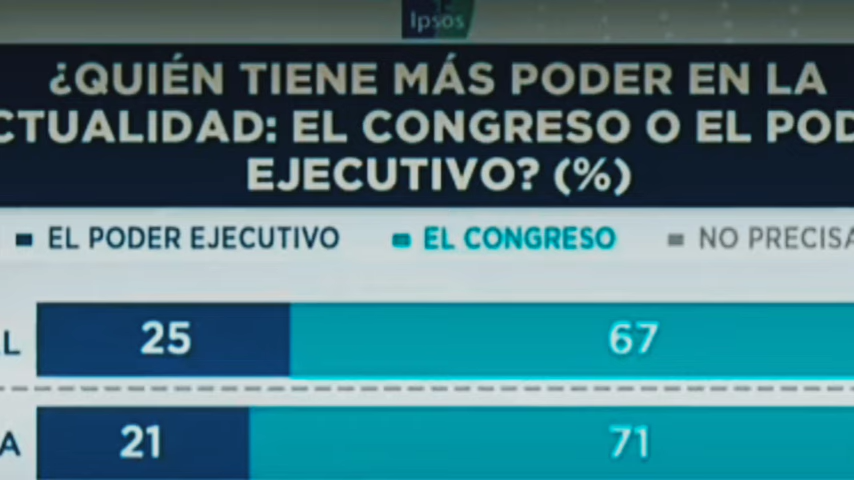 Ipsos
¿QUIÉN TIENE MÁS PODER EN LA
CTUALIDAD: EL CONGRESO O EL POD
EJECUTIVO? (%)
EL PODER EJECUTIVO EL CONGRESO NO PRECISA
L 25 67
A 21 71